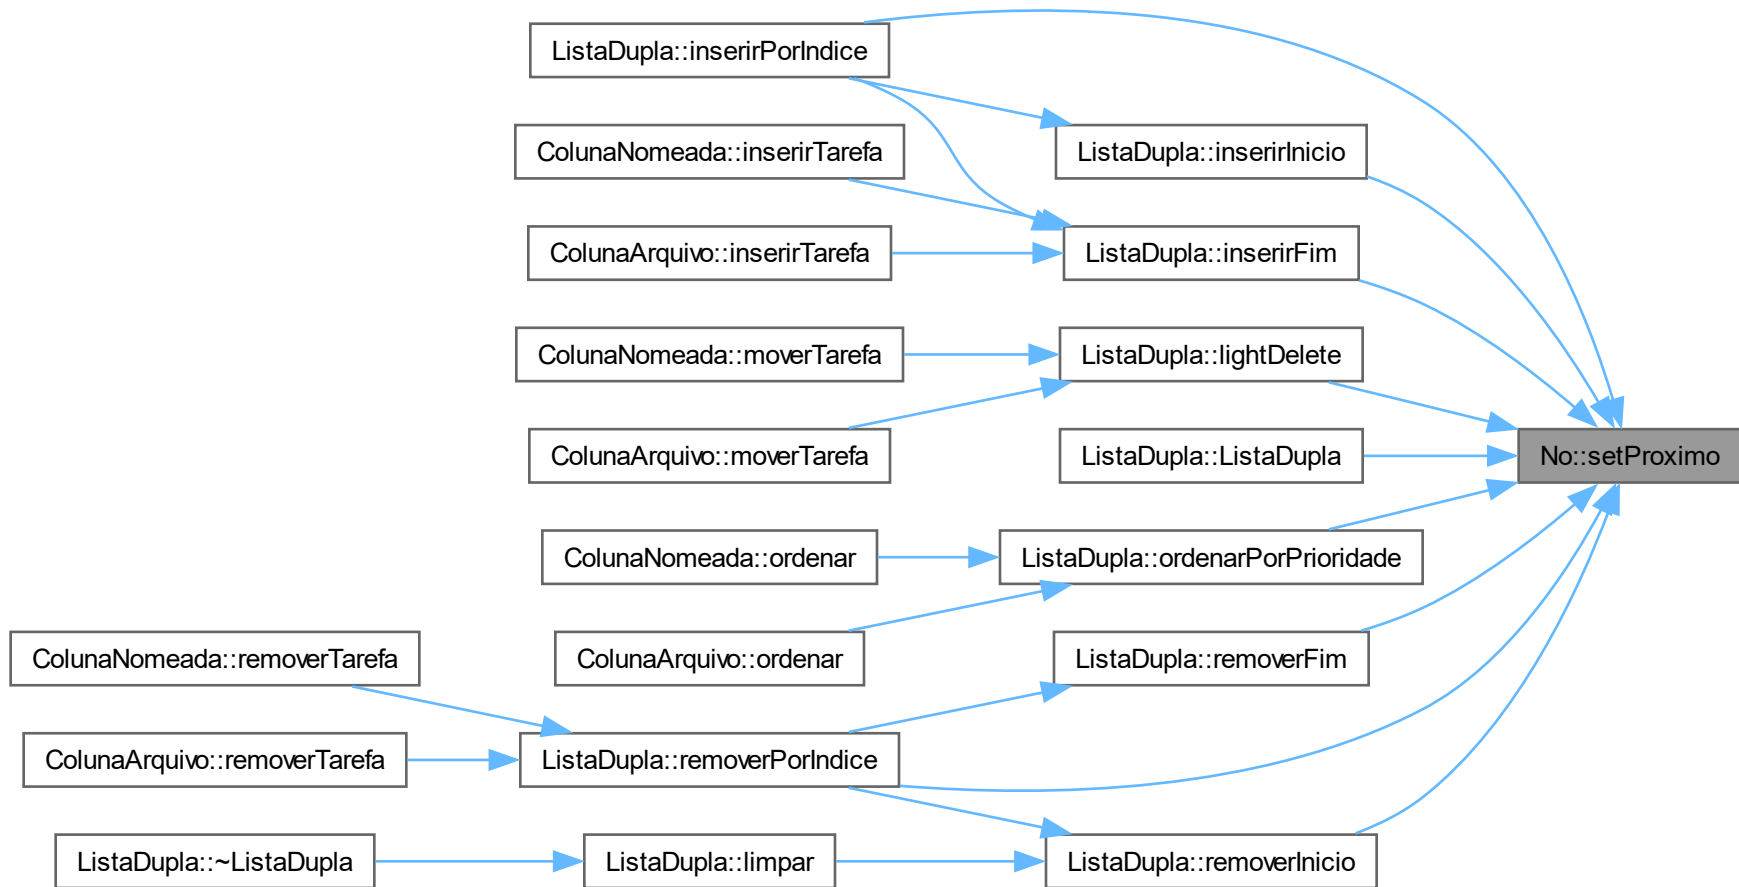 ListaDupla::inserirPorIndice
ColunaNomeada::inserirTarefa
ListaDupla::inserirInicio
ColunaArquivo::inserirTarefa
ListaDupla::inserirFim
ColunaNomeada::moverTarefa
ListaDupla::lightDelete
ColunaArquivo::moverTarefa
ListaDupla::ListaDupla
No::setProximo
ColunaNomeada::ordenar
ListaDupla::ordenarPorPrioridade
ColunaNomeada::removerTarefa
ColunaArquivo::ordenar
ListaDupla::removerFim
ColunaArquivo::removerTarefa
ListaDupla::removerPorIndice
ListaDupla::~ListaDupla
ListaDupla::limpar
ListaDupla::removerInicio